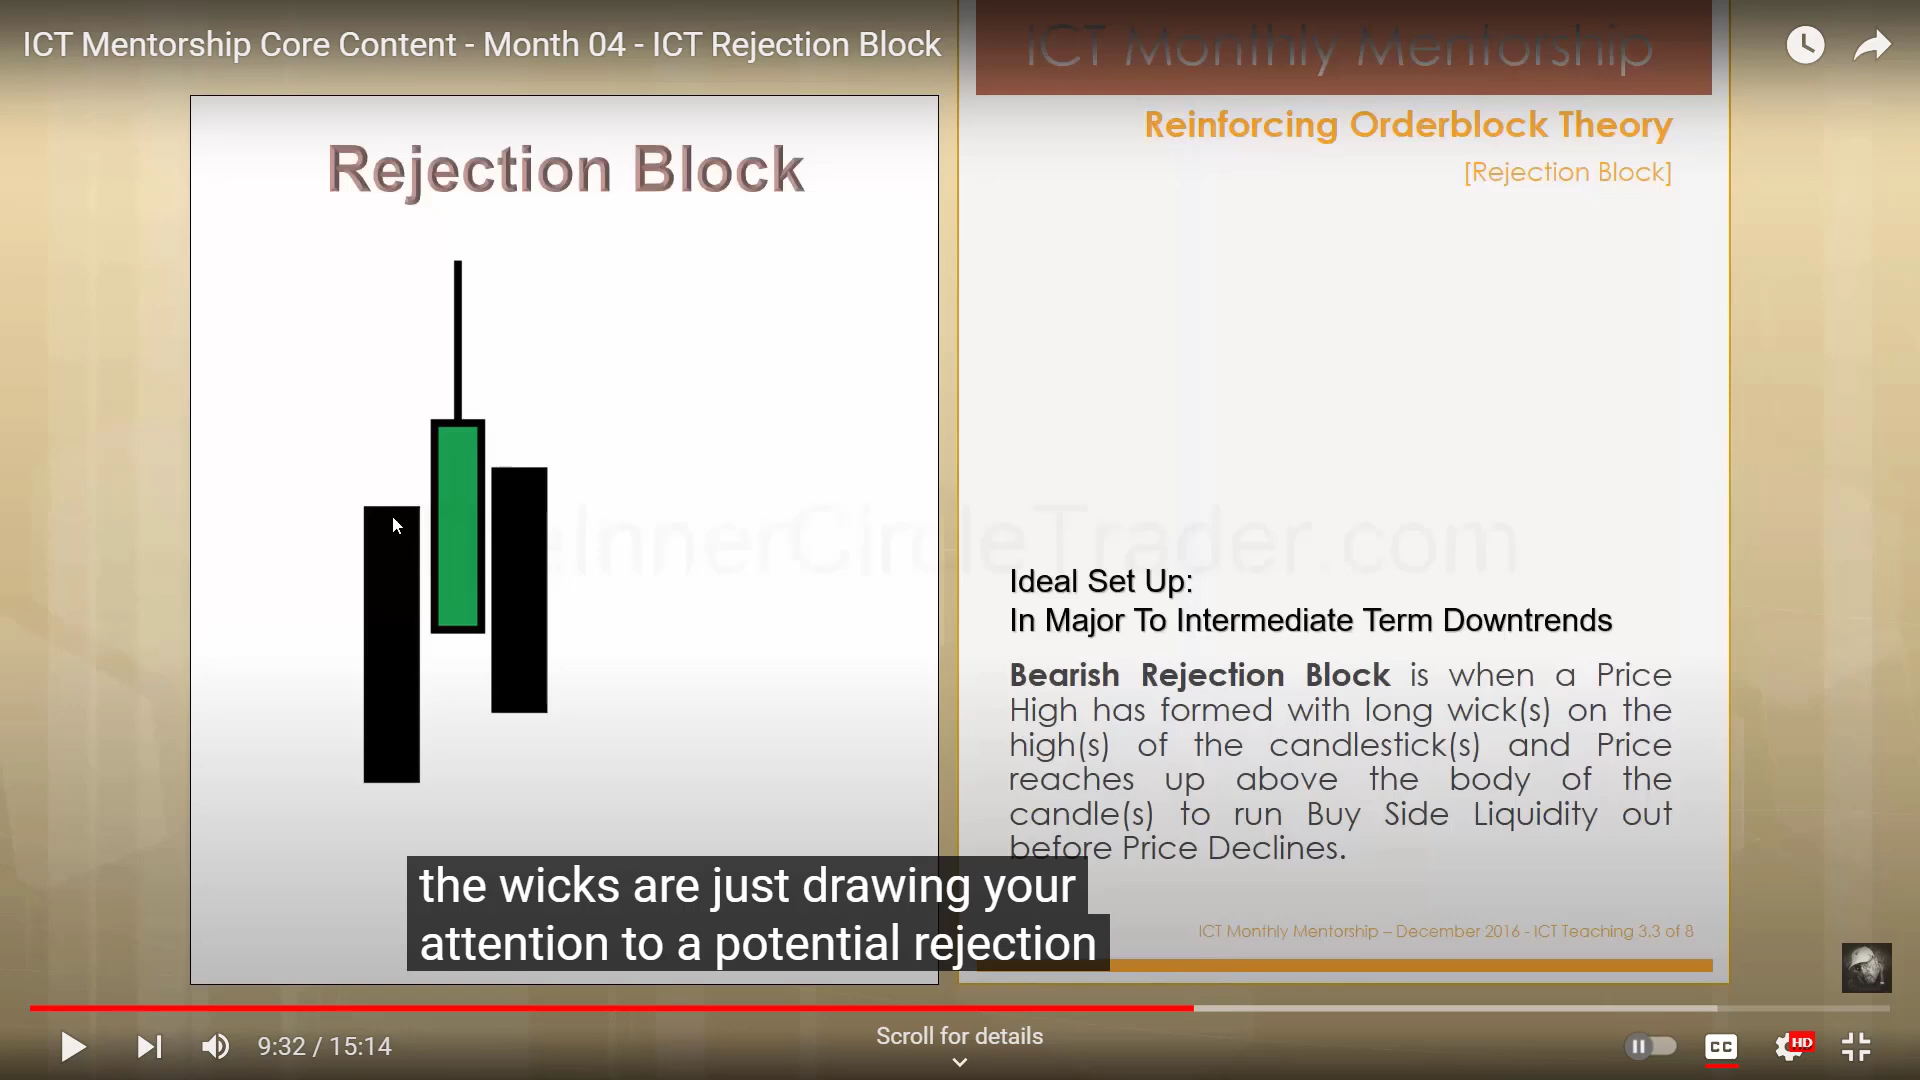 ICT Mentorship Core Content - Month 04 - ICT Rejection Block
ICT Monthly Mentorship
Rejection Block
Reinforcing Orderblock Theory
[Rejection Block]
eInnerCircleTrader.com
Ideal Set Up:
In Major To Intermediate Term Downtrends
Bearish Rejection Block is when a Price
High has formed with long wick(s) on the
high(s) of the candlestick(s) and Price
reaches up above the body of the
candle(s) to run Buy Side Liquidity out
before Price Declines.
the wicks are just drawing your
attention to a potential rejection
ICT Monthly Mentorship – December 2016 - ICT Teaching 3.3 of 8
9:32 / 15:14
Scroll for details
CC
HD